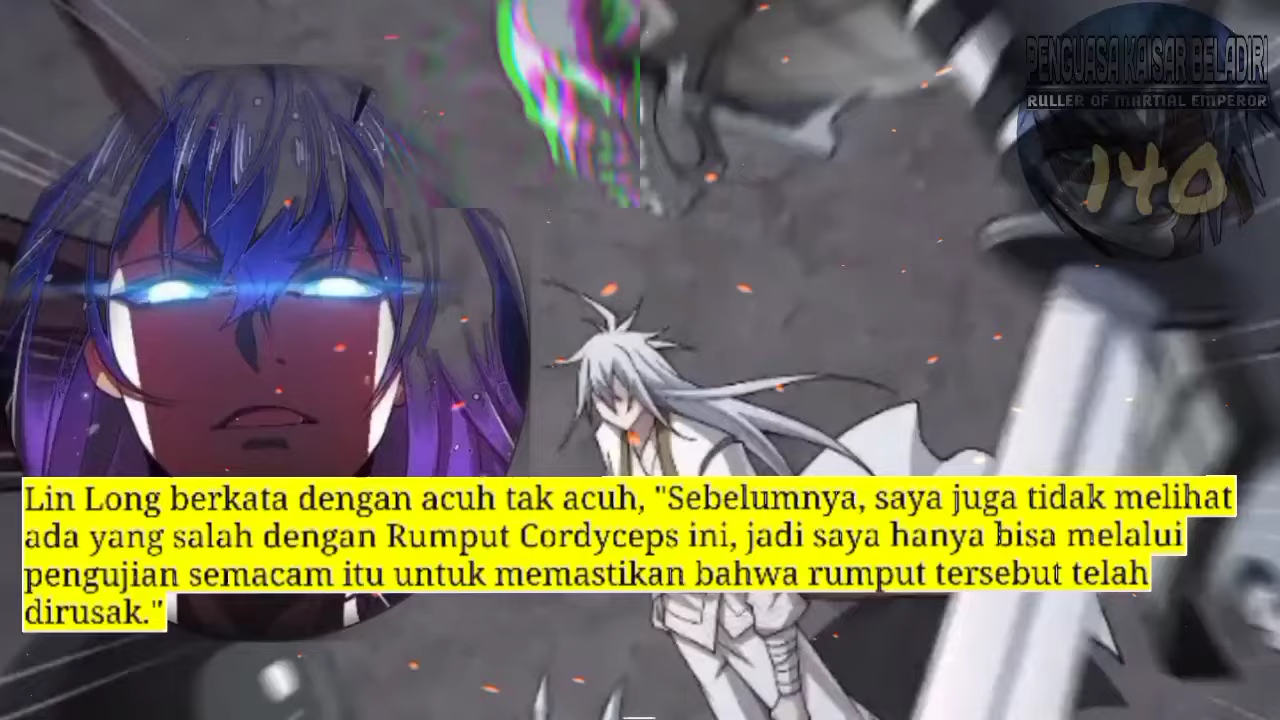 PENGUASA KAISAR BELADIRI
RULLER OF MARTIAL EMPEROR
140
Lin Long berkata dengan acuh tak acuh, "Sebelumnya, saya juga tidak melihat
ada yang salah dengan Rumput Cordyceps ini, jadi saya hanya bisa melalui
pengujian semacam itu untuk memastikan bahwa rumput tersebut telah
dirusak."